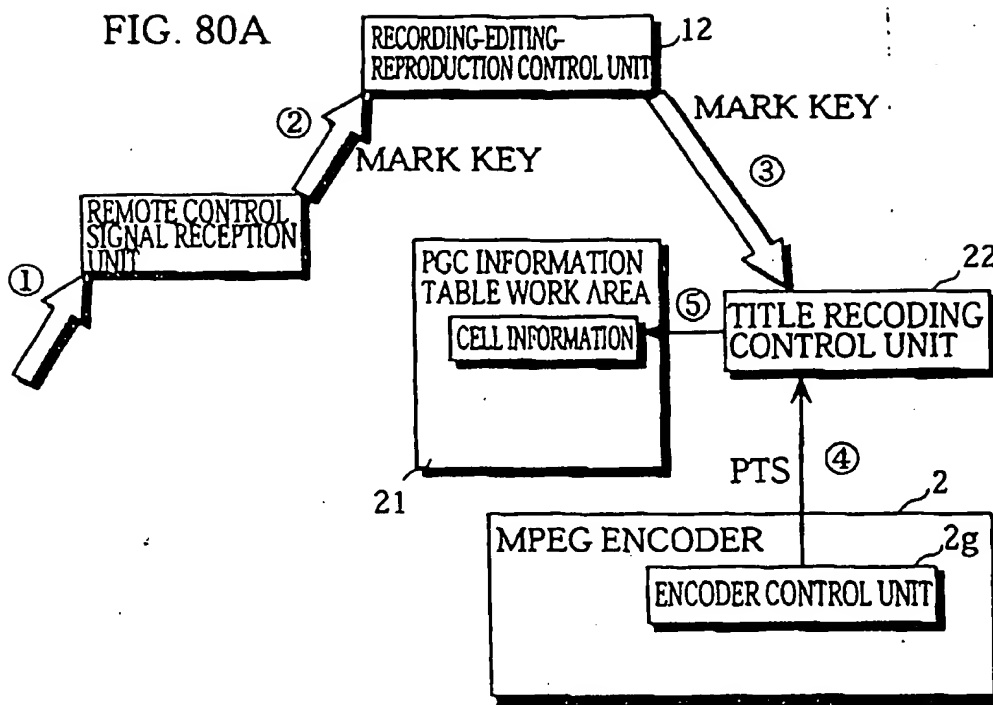 FIG. 80A
RECORDING-EDITING-
REPRODUCTION CONTROL UNIT
12
②
MARK KEY
MARK KEY
③
REMOTE CONTROL
SIGNAL RECEPTION
UNIT
①
PGC INFORMATION
TABLE WORK AREA
CELL INFORMATION
⑤
22
TITLE RECODING
CONTROL UNIT
21
PTS
④
2
MPEG ENCODER
2g
ENCODER CONTROL UNIT